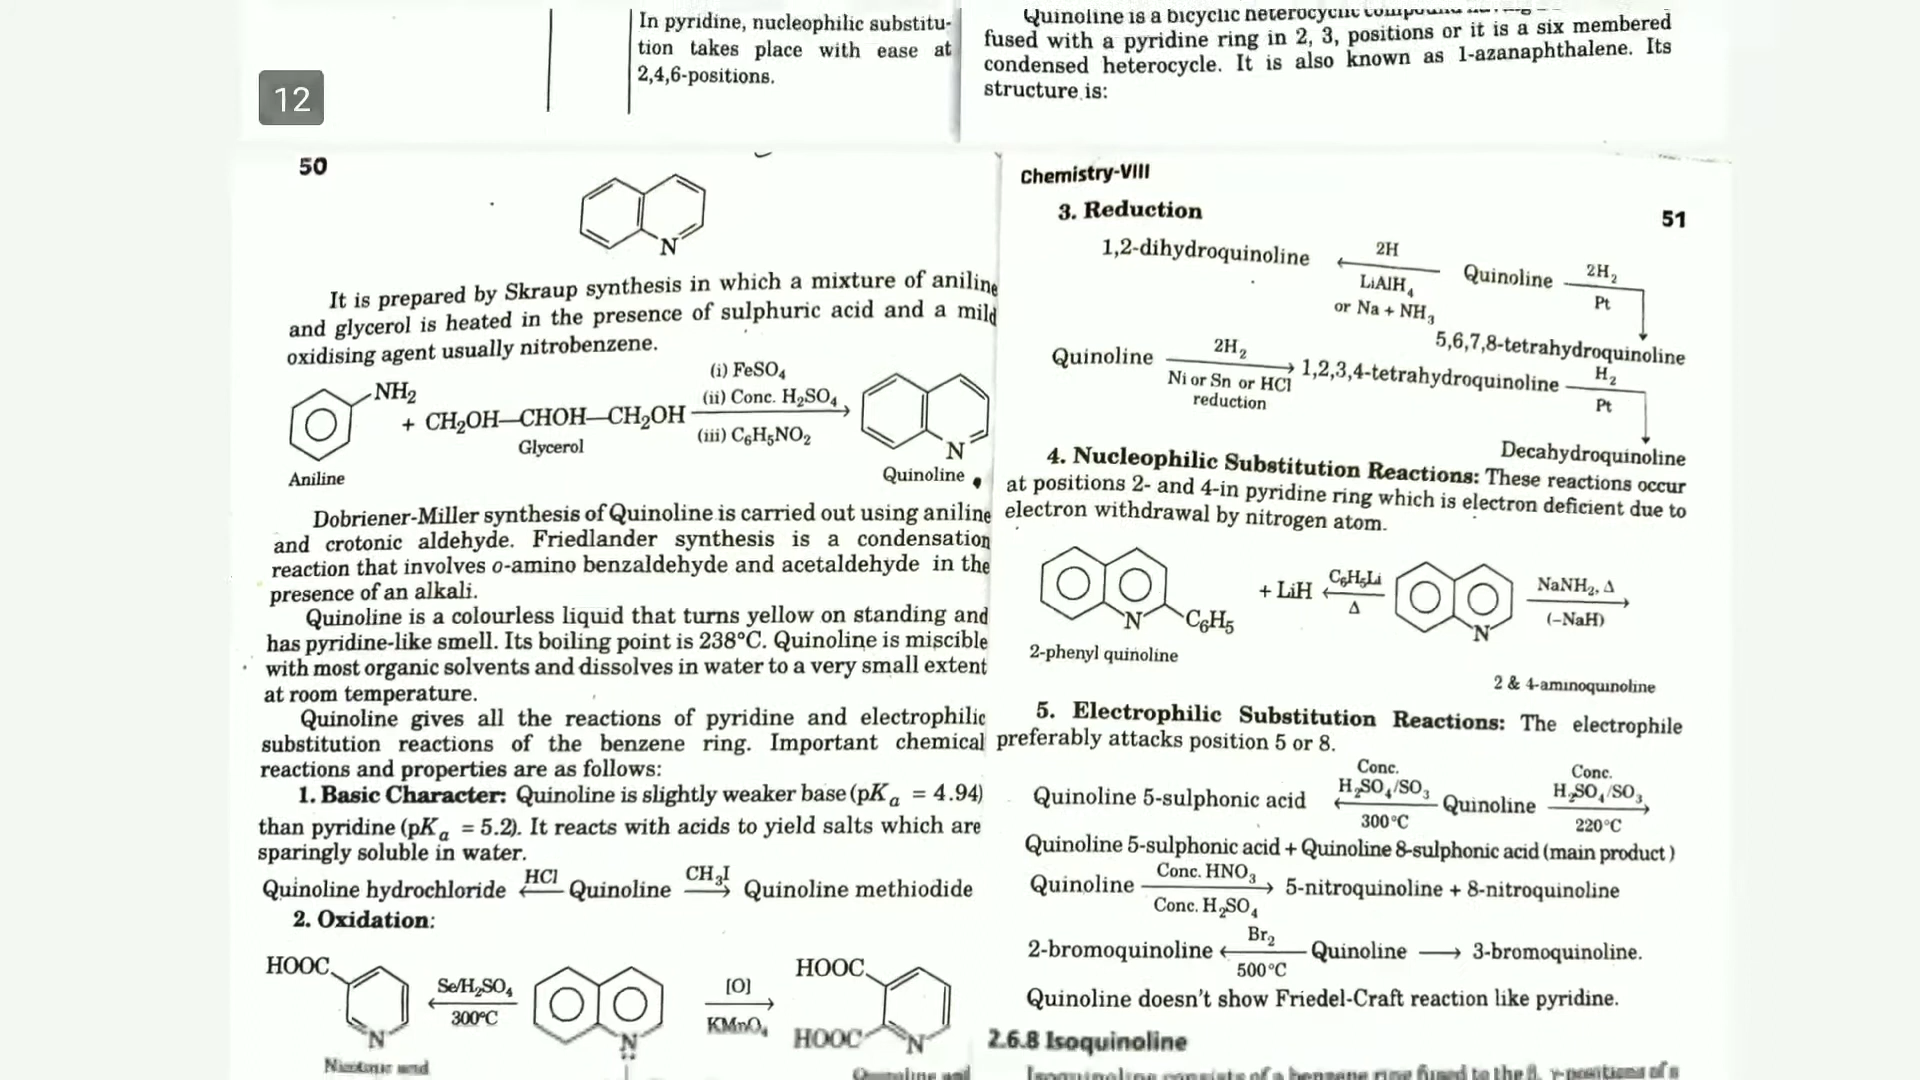 In pyridine, nucleophilic substitu-
tion takes place with ease at
2,4,6-positions.
Quinoline is a bicyclic heterocyclic
fused with a pyridine ring in 2, 3, positions or it is a six membered
condensed heterocycle. It is also known as 1-azanaphthalene. Its
structure is:
12
50
N
It is prepared by Skraup synthesis in which a mixture of aniline
and glycerol is heated in the presence of sulphuric acid and a mild
oxidising agent usually nitrobenzene.
NH₂
+ CH₂OH—CHOH—CH₂OH
Glycerol
(i) FeSO₄
(ii) Conc. H₂SO₄
(iii) C₆H₅NO₂
N
Aniline
Quinoline
Dobriener-Miller synthesis of Quinoline is carried out using aniline
and crotonic aldehyde. Friedlander synthesis is a condensation
reaction that involves o-amino benzaldehyde and acetaldehyde in the
presence of an alkali.
Quinoline is a colourless liquid that turns yellow on standing and
has pyridine-like smell. Its boiling point is 238°C. Quinoline is miscible
with most organic solvents and dissolves in water to a very small extent
at room temperature.
Quinoline gives all the reactions of pyridine and electrophilic
substitution reactions of the benzene ring. Important chemical
reactions and properties are as follows:
1. Basic Character: Quinoline is slightly weaker base (pKₐ = 4.94)
than pyridine (pKₐ = 5.2). It reacts with acids to yield salts which are
sparingly soluble in water.
Quinoline hydrochloride ←HCl Quinoline CH₃I→ Quinoline methiodide
2. Oxidation:
HOOC
N
Se/H₂SO₄
300°C
N
[O]
KMnO₄
HOOC
HOOC
N
Chemistry-VIII
51
3. Reduction
1,2-dihydroquinoline
2H
LiAlH₄
or Na + NH₃
Quinoline
2H₂
Pt
5,6,7,8-tetrahydroquinoline
Quinoline
2H₂
Ni or Sn or HCl
reduction
1,2,3,4-tetrahydroquinoline
H₂
Pt
Decahydroquinoline
4. Nucleophilic Substitution Reactions: These reactions occur
at positions 2- and 4-in pyridine ring which is electron deficient due to
electron withdrawal by nitrogen atom.
N
C₆H₅
+ LiH
C₆H₅Li
Δ
N
NaNH₂, Δ
(–NaH)
2-phenyl quinoline
2 & 4-aminoquinoline
5. Electrophilic Substitution Reactions: The electrophile
preferably attacks position 5 or 8.
Quinoline 5-sulphonic acid
Conc.
H₂SO₄/SO₃
300°C
Quinoline
Conc.
H₂SO₄/SO₃
220°C
Quinoline 5-sulphonic acid + Quinoline 8-sulphonic acid (main product)
Quinoline
Conc. HNO₃
Conc. H₂SO₄
5-nitroquinoline + 8-nitroquinoline
2-bromoquinoline
Br₂
500°C
Quinoline → 3-bromoquinoline.
Quinoline doesn't show Friedel-Craft reaction like pyridine.
2.6.8 Isoquinoline
Isoquinoline consists of a benzene ring fused to the β, γ-positions of a